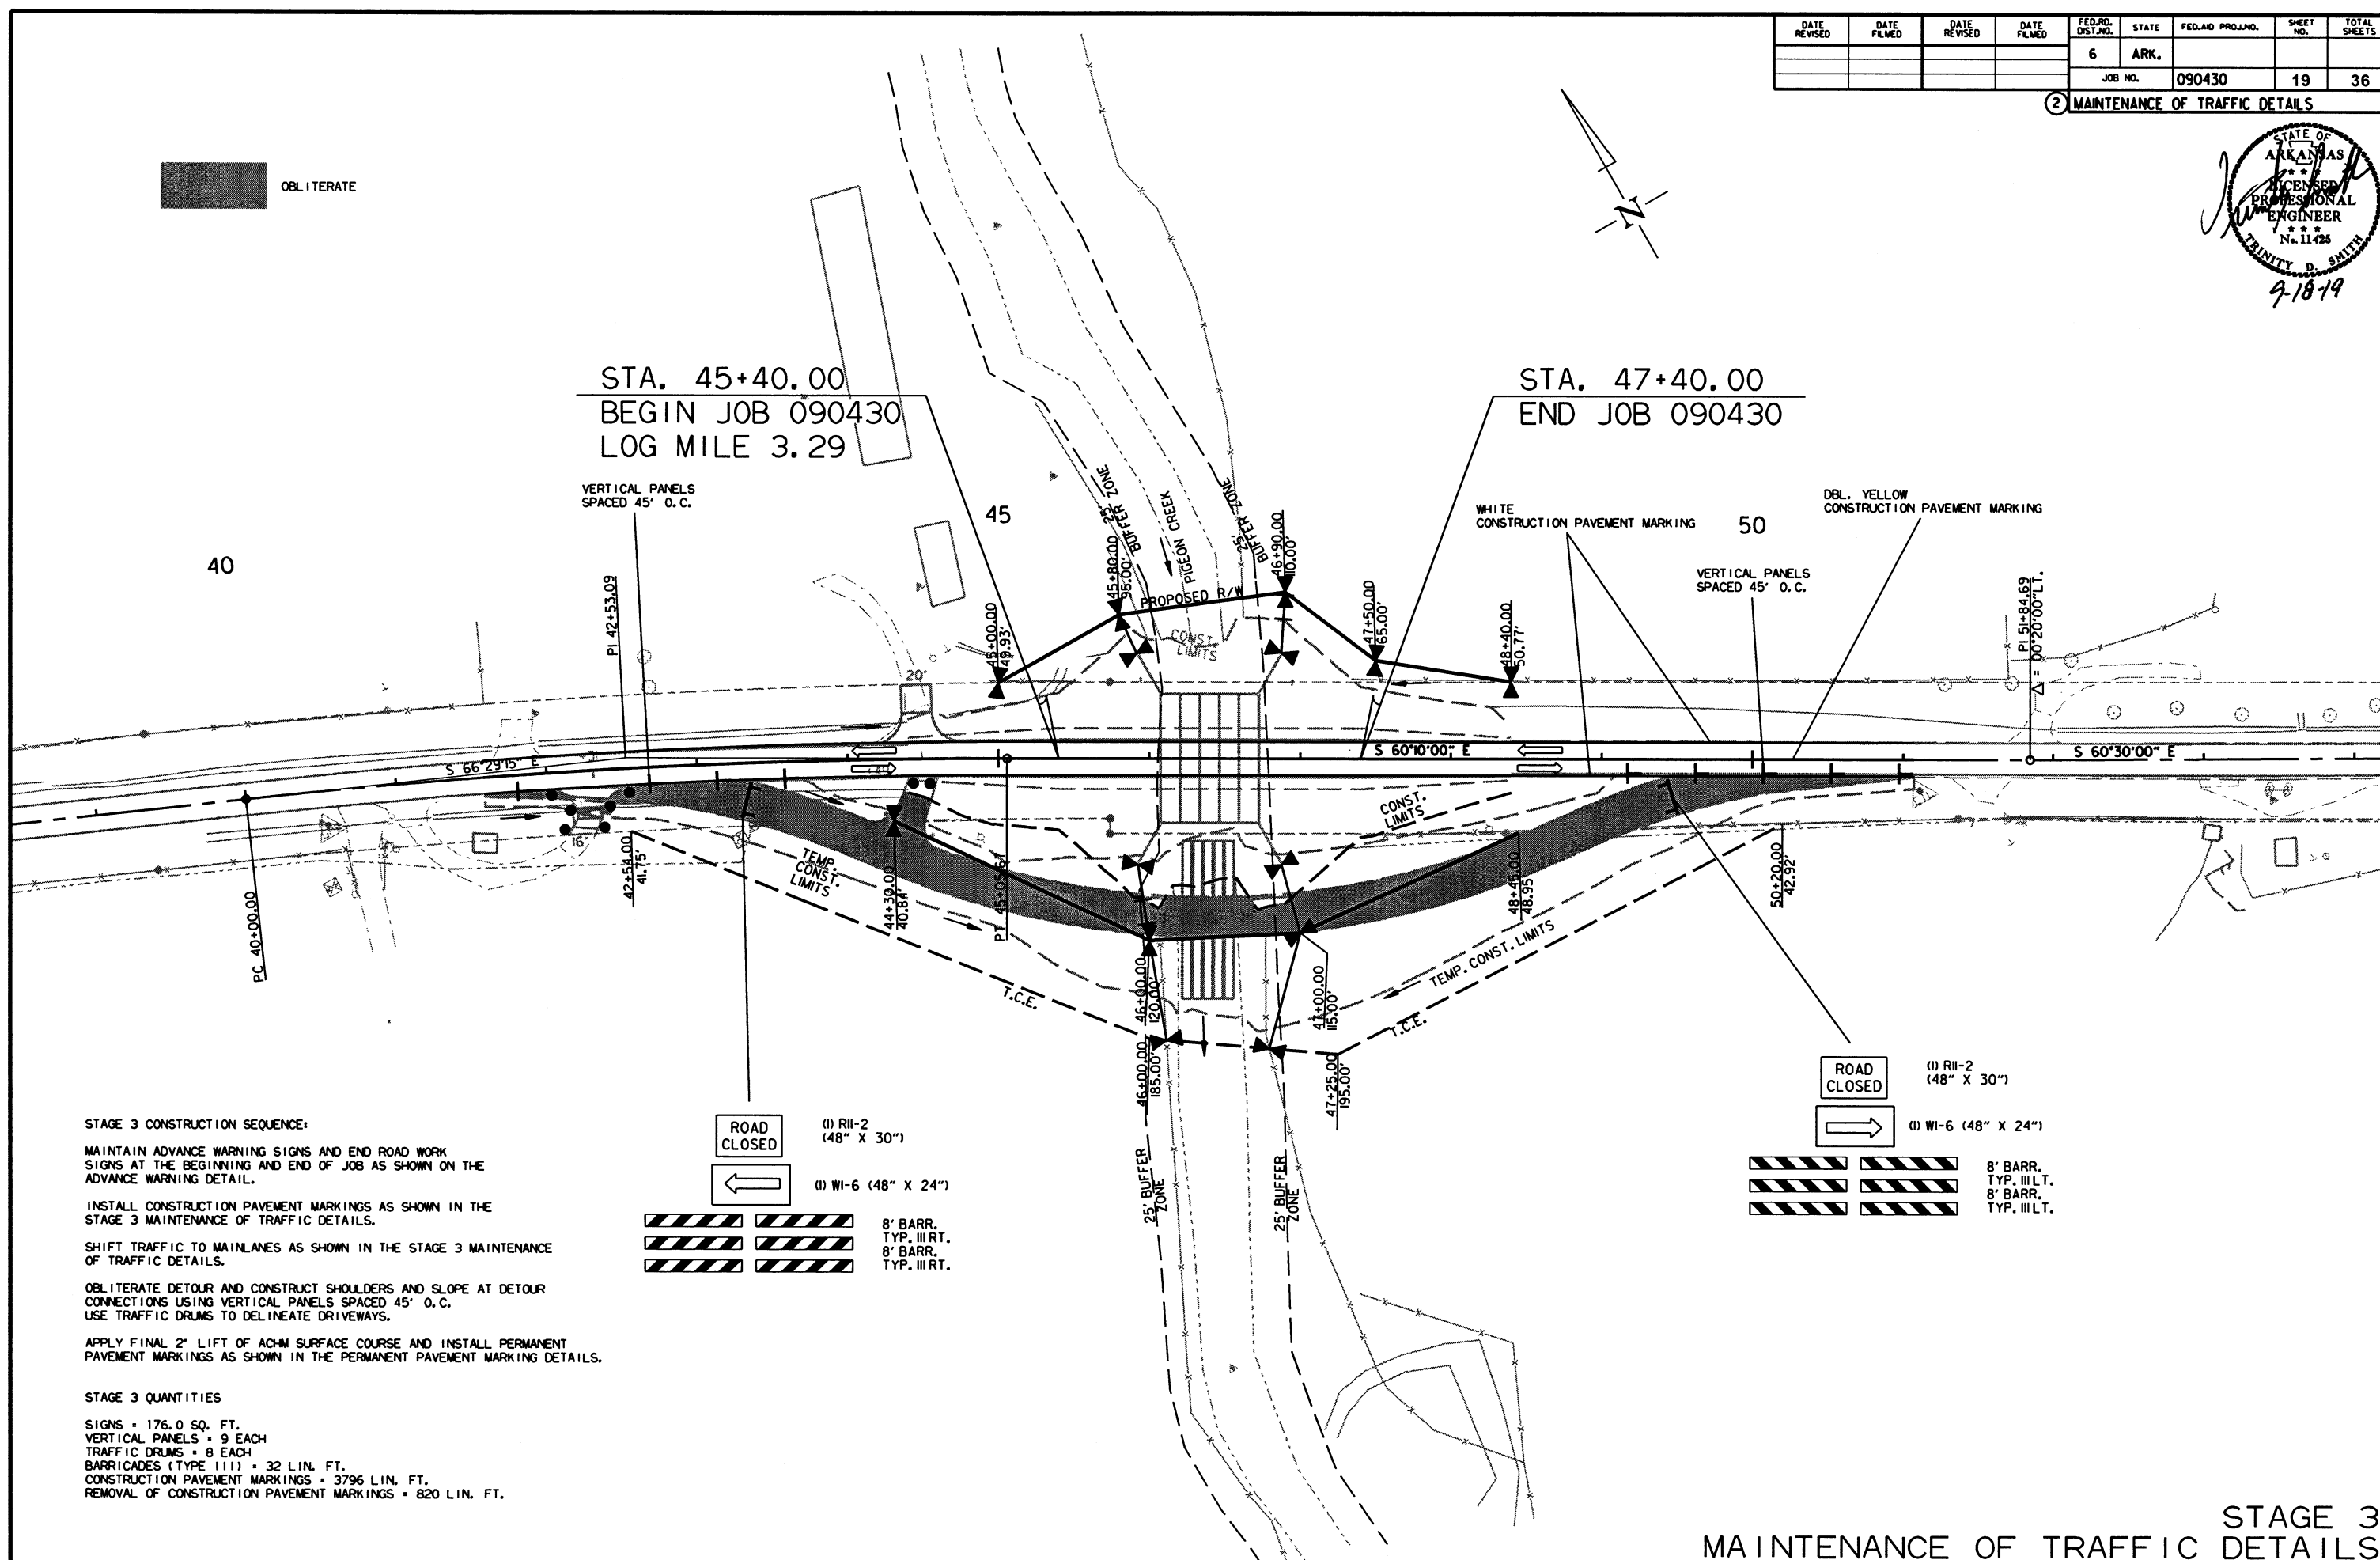 DATE REVISED
DATE FILMED
DATE REVISED
DATE FILMED
FED.RD. DIST.NO.
STATE
FED.AID PROJ.NO.
SHEET NO.
TOTAL SHEETS
6
ARK.
JOB NO.
090430
19
36
2
MAINTENANCE OF TRAFFIC DETAILS
STATE OF
ARKANSAS
LICENSED
PROFESSIONAL
ENGINEER
No. 11425
TRINITY D. SMITH
9-18-19
OBLITERATE
N
STA. 45+40.00
BEGIN JOB 090430
LOG MILE 3.29
STA. 47+40.00
END JOB 090430
VERTICAL PANELS
SPACED 45' O.C.
WHITE
CONSTRUCTION PAVEMENT MARKING
DBL. YELLOW
CONSTRUCTION PAVEMENT MARKING
VERTICAL PANELS
SPACED 45' O.C.
40
45
50
PI 42+53.09
25' BUFFER ZONE
PIGEON CREEK
25' BUFFER ZONE
45+00.00
49.93'
45+80.00
95.00'
46+90.00
110.00'
47+50.00
65.00'
48+40.00
50.77'
PROPOSED R/W
CONST.
LIMITS
PI 51+84.69
△ = 00°20'00"LT.
20'
S 66°29'15" E
S 60°10'00" E
S 60°30'00" E
16'
PC 40+00.00
42+54.00
41.75'
TEMP.
CONST.
LIMITS
44+30.00
40.87'
PT 45+05.67
CONST.
LIMITS
48+45.00
48.95'
50+20.00
42.92'
TEMP. CONST. LIMITS
T.C.E.
T.C.E.
46+00.00
120.00'
47+00.00
115.00'
46+00.00
185.00'
47+25.00
195.00'
25' BUFFER
ZONE
25' BUFFER
ZONE
ROAD
CLOSED
(1) R11-2
(48" X 30")
(1) W1-6 (48" X 24")
8' BARR.
TYP. III RT.
8' BARR.
TYP. III RT.
ROAD
CLOSED
(1) R11-2
(48" X 30")
(1) W1-6 (48" X 24")
8' BARR.
TYP. III LT.
8' BARR.
TYP. III LT.
STAGE 3 CONSTRUCTION SEQUENCE:
MAINTAIN ADVANCE WARNING SIGNS AND END ROAD WORK
SIGNS AT THE BEGINNING AND END OF JOB AS SHOWN ON THE
ADVANCE WARNING DETAIL.
INSTALL CONSTRUCTION PAVEMENT MARKINGS AS SHOWN IN THE
STAGE 3 MAINTENANCE OF TRAFFIC DETAILS.
SHIFT TRAFFIC TO MAINLANES AS SHOWN IN THE STAGE 3 MAINTENANCE
OF TRAFFIC DETAILS.
OBLITERATE DETOUR AND CONSTRUCT SHOULDERS AND SLOPE AT DETOUR
CONNECTIONS USING VERTICAL PANELS SPACED 45' O.C.
USE TRAFFIC DRUMS TO DELINEATE DRIVEWAYS.
APPLY FINAL 2" LIFT OF ACHM SURFACE COURSE AND INSTALL PERMANENT
PAVEMENT MARKINGS AS SHOWN IN THE PERMANENT PAVEMENT MARKING DETAILS.
STAGE 3 QUANTITIES
SIGNS = 176.0 SQ. FT.
VERTICAL PANELS = 9 EACH
TRAFFIC DRUMS = 8 EACH
BARRICADES (TYPE III) = 32 LIN. FT.
CONSTRUCTION PAVEMENT MARKINGS = 3796 LIN. FT.
REMOVAL OF CONSTRUCTION PAVEMENT MARKINGS = 820 LIN. FT.
STAGE 3
MAINTENANCE OF TRAFFIC DETAILS